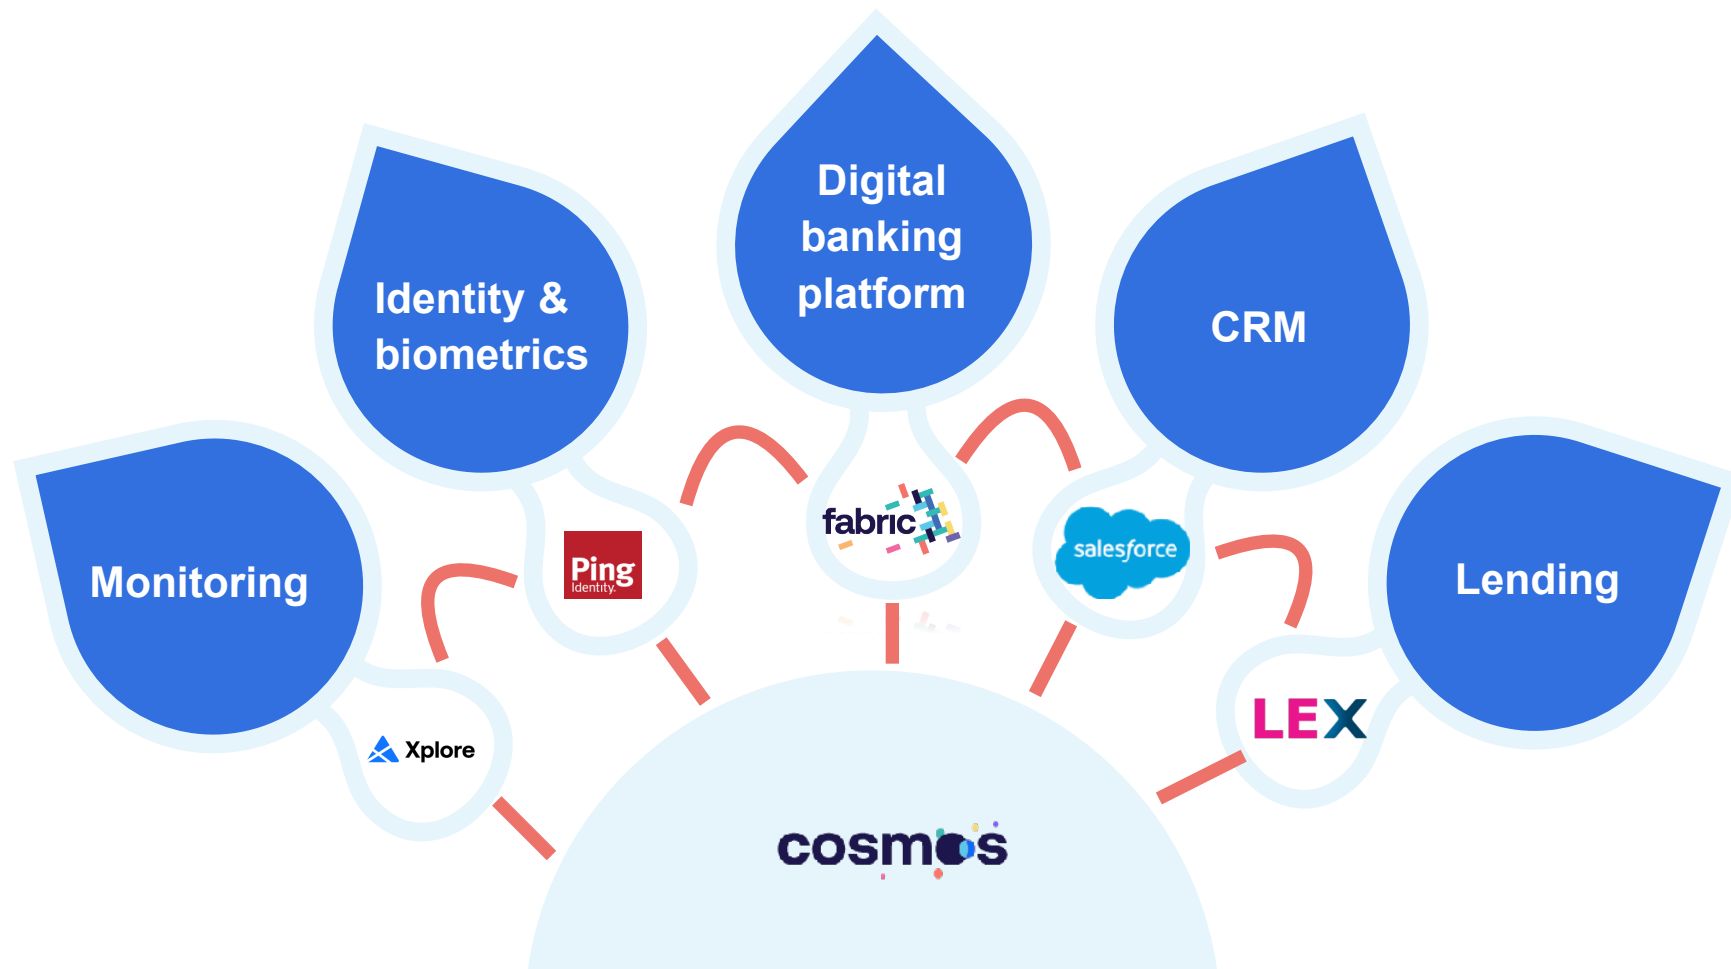 Digital
banking
platform
Identity &
biometrics
CRM
Monitoring
Lending
fabric
salesforce
Ping
Identity.
LEX
Xplore
cosmos